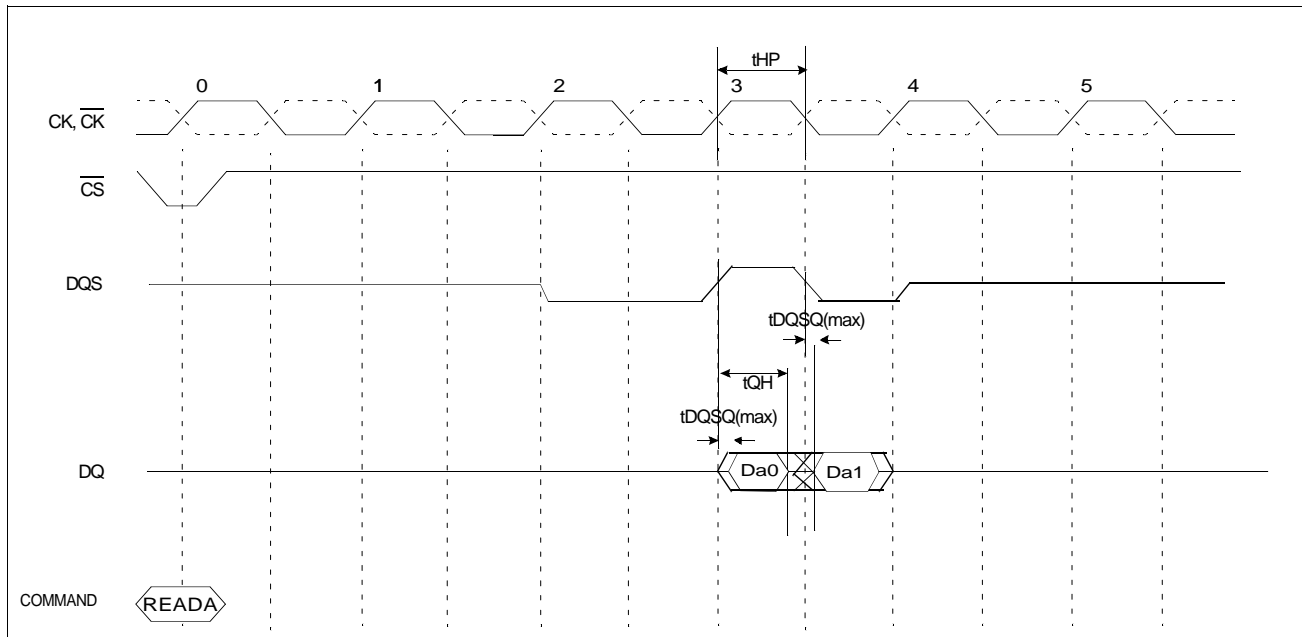 tHP
0 1 2 3 4 5
CK, CK
CS
DQS
tDQSQ(max)
tQH
tDQSQ(max)
DQ Da0 Da1
COMMAND READA